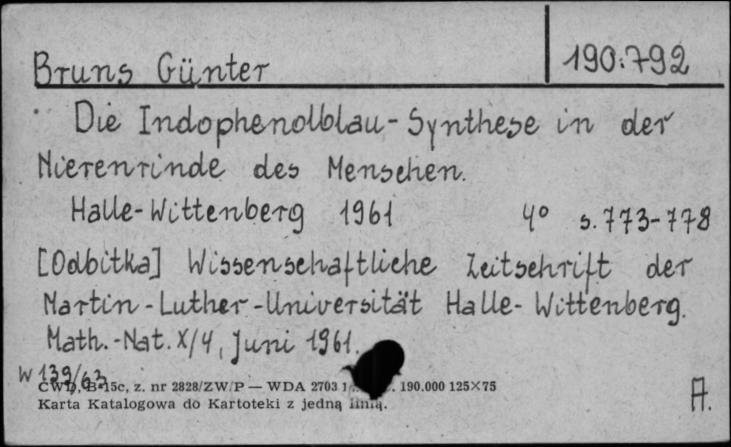 Bruns Günter 190.792
Die Indophenolblau-Synthese in der
Nierenrinde des Menschen.
Halle-Wittenberg 1961 4° s. 773-778
[Odbitka] Wissenschaftliche Zeitschrift der
Martin-Luther-Universität Halle-Wittenberg.
Math.-Nat. X/4, Juni 1961.
W 139/63
CWD, B-15c, z. nr 2828/ZW/P — WDA 2703 190.000 125×75
Karta Katalogowa do Kartoteki z jedną linią.
A.